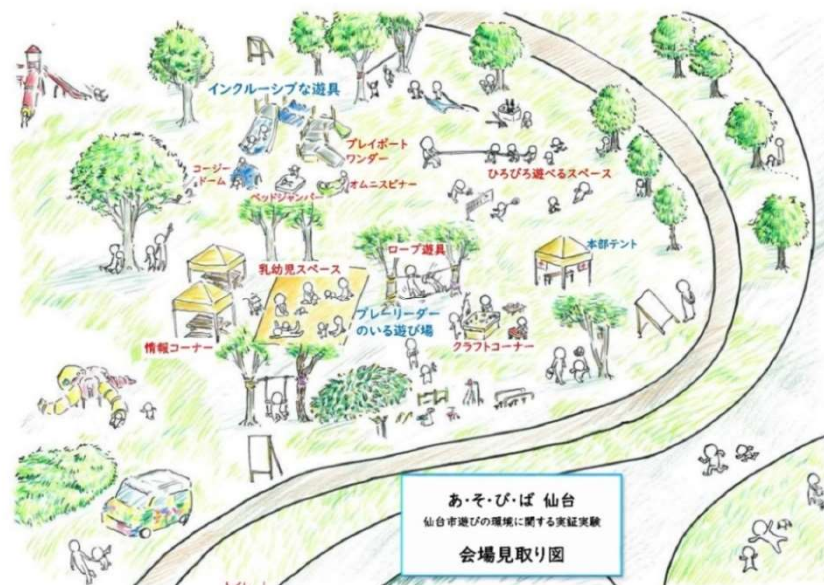 インクルーシブな遊具
プレイポート
ワンダー
コージー
ドーム
ベッドジャンパー
オムニスピナー
ひろびろ遊べるスペース
乳幼児スペース
ロープ遊具
本部テント
プレーリーダー
のいる遊び場
情報コーナー
クラフトコーナー
あ・そ・び・ば 仙台
仙台市遊びの環境に関する実証実験
会場見取り図